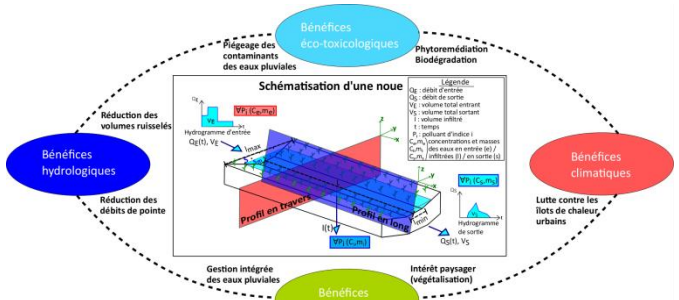 Bénéfices
éco-toxicologiques
Piégeage des
contaminants
des eaux pluviales
Phytoremédiation
Biodégradation
Schématisation d'une noue
Légende
QE : débit d'entrée
QS : débit de sortie
VE : volume total entrant
VS : volume total sortant
I : volume infiltré
t : temps
Pi : polluant d'indice i
concentrations et masses
des eaux en entrée (e) /
infiltrées (I) / en sortie (s)
Hydrogramme d'entrée
QE(t), VE
lmax
Réduction des
volumes ruisselés
Bénéfices
hydrologiques
Réduction des
débits de pointe
Profil en travers
Profil en long
I(t)
lmin
Hydrogramme
de sortie
QS(t), VS
Bénéfices
climatiques
Lutte contre les
îlots de chaleur
urbains
Gestion intégrée
des eaux pluviales
Intérêt paysager
(végétalisation)
Bénéfices